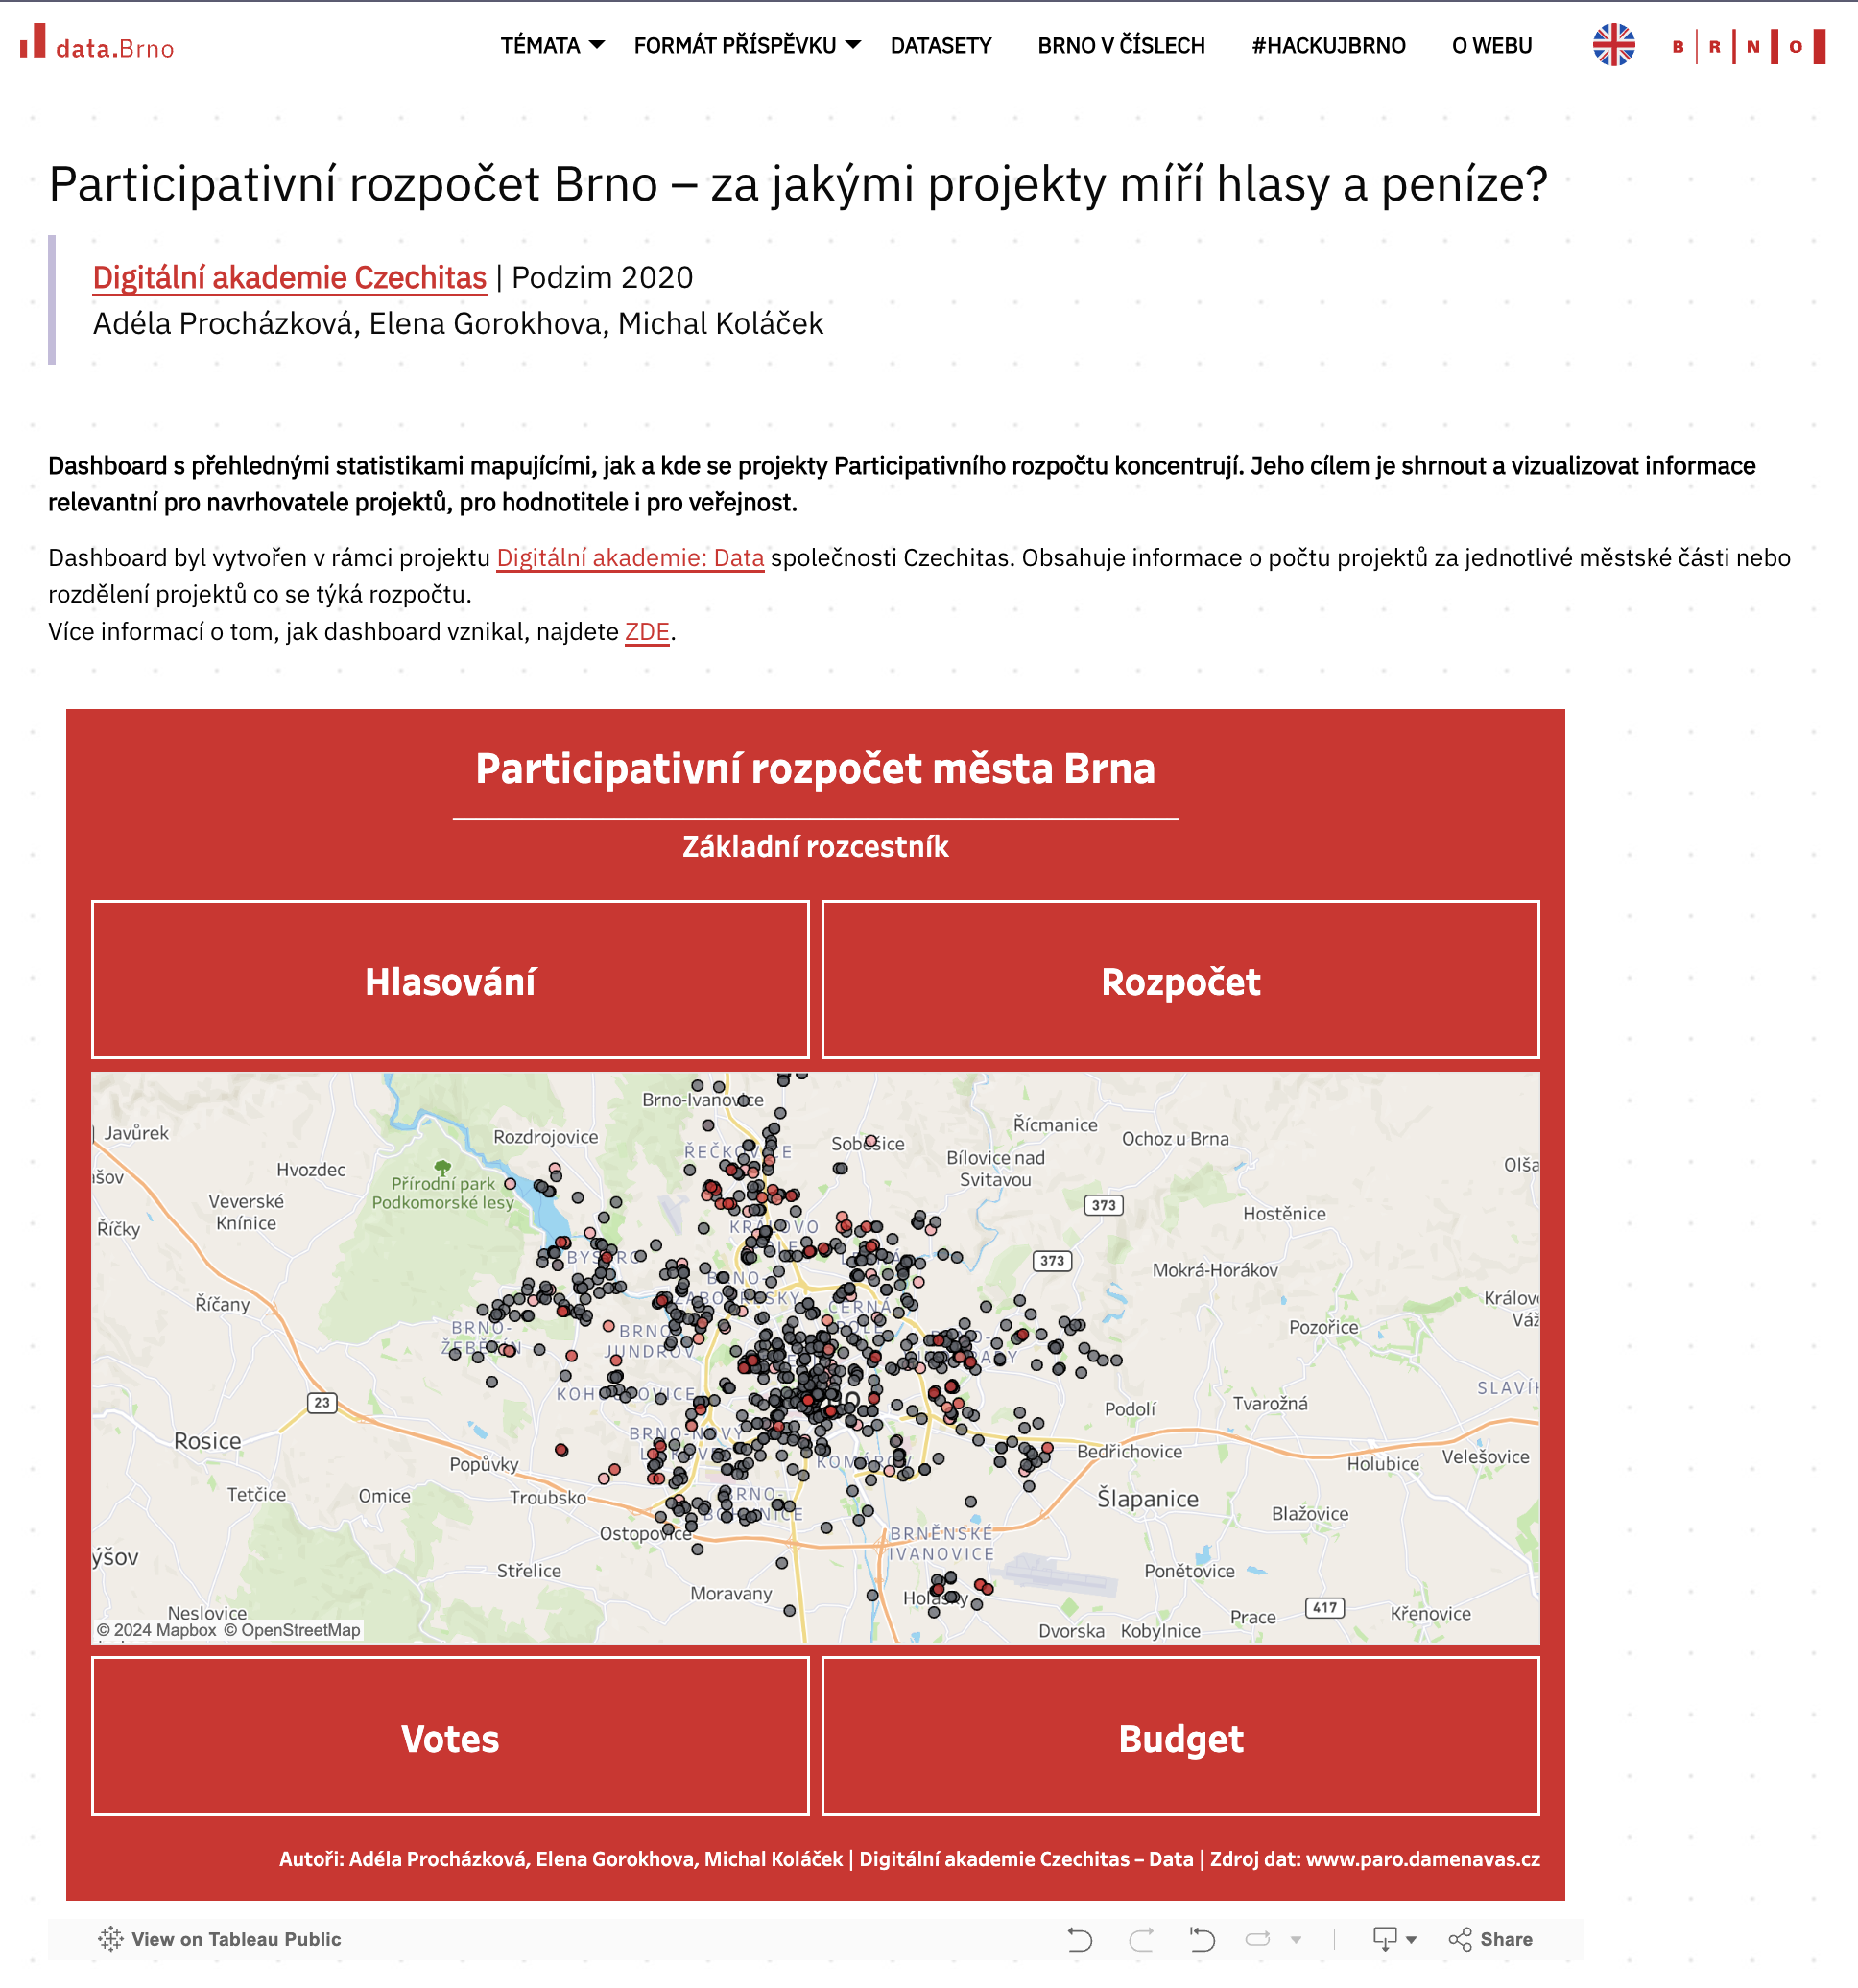 data.Brno
TÉMATA
FORMÁT PŘÍSPĚVKU
DATASETY
BRNO V ČÍSLECH
#HACKUJBRNO
O WEBU
B R N O
Participativní rozpočet Brno – za jakými projekty míří hlasy a peníze?
Digitální akademie Czechitas | Podzim 2020
Adéla Procházková, Elena Gorokhova, Michal Koláček
Dashboard s přehlednými statistikami mapujícími, jak a kde se projekty Participativního rozpočtu koncentrují. Jeho cílem je shrnout a vizualizovat informace
relevantní pro navrhovatele projektů, pro hodnotitele i pro veřejnost.
Dashboard byl vytvořen v rámci projektu Digitální akademie: Data společnosti Czechitas. Obsahuje informace o počtu projektů za jednotlivé městské části nebo
rozdělení projektů co se týká rozpočtu.
Více informací o tom, jak dashboard vznikal, najdete ZDE.
Participativní rozpočet města Brna
Základní rozcestník
Hlasování
Rozpočet
Brno-Ivanovice
Javůrek
Rozdrojovice
Soběšice
Řícmanice
Ochoz u Brna
Hvozdec
Bílovice nad
Svitavou
Přírodní park
Podkomorské lesy
Veverské
Knínice
373
Hostěnice
Říčky
373
Mokrá-Horákov
Říčany
Pozořice
BRNO-
JUNDROV
23
Podolí
Tvarožná
Rosice
Popůvky
Bedřichovice
Holubice
Velešovice
Tetčice
Omice
Troubsko
Šlapanice
Blažovice
Ostopovice
BRNĚNSKÉ
IVANOVICE
Střelice
Ponětovice
Moravany
Holásky
Neslovice
417
Prace
Křenovice
Dvorska
Kobylnice
© 2024 Mapbox © OpenStreetMap
Votes
Budget
Autoři: Adéla Procházková, Elena Gorokhova, Michal Koláček | Digitální akademie Czechitas – Data | Zdroj dat: www.paro.damenavas.cz
View on Tableau Public
Share